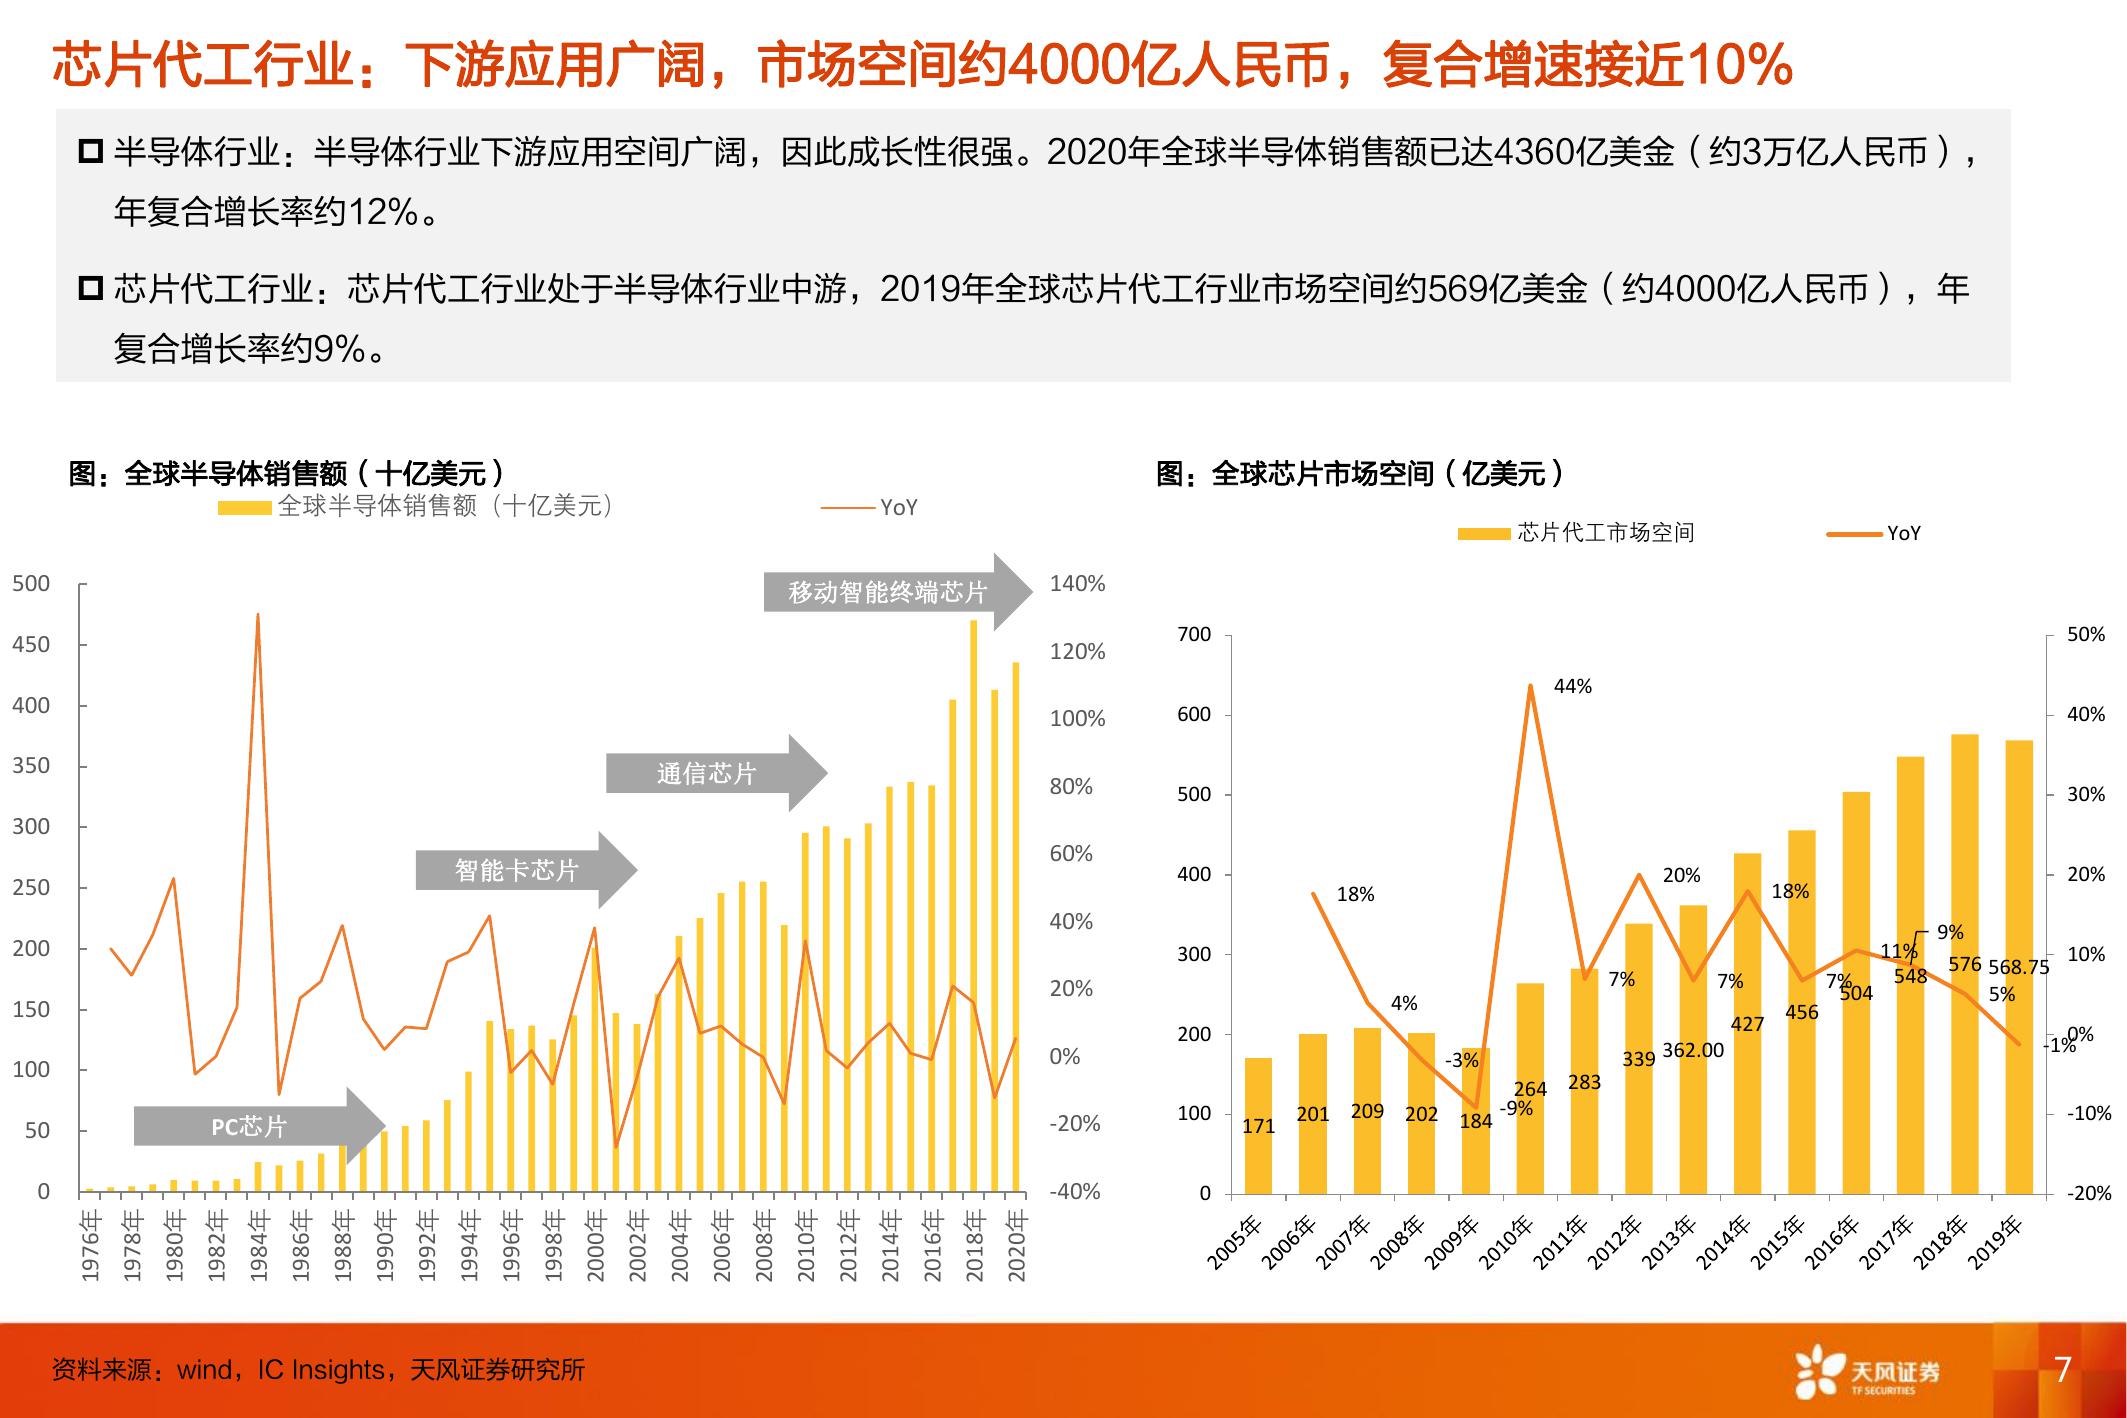 芯片代工行业：下游应用广阔，市场空间约4000亿人民币，复合增速接近10%
半导体行业：半导体行业下游应用空间广阔，因此成长性很强。2020年全球半导体销售额已达4360亿美金（约3万亿人民币），
年复合增长率约12%。
芯片代工行业：芯片代工行业处于半导体行业中游，2019年全球芯片代工行业市场空间约569亿美金（约4000亿人民币），年
复合增长率约9%。
图：全球半导体销售额（十亿美元）
全球半导体销售额（十亿美元）
YoY
500
450
400
350
300
250
200
150
100
50
0
140%
120%
100%
80%
60%
40%
20%
0%
-20%
-40%
PC芯片
智能卡芯片
通信芯片
移动智能终端芯片
1976年
1978年
1980年
1982年
1984年
1986年
1988年
1990年
1992年
1994年
1996年
1998年
2000年
2002年
2004年
2006年
2008年
2010年
2012年
2014年
2016年
2018年
2020年
图：全球芯片市场空间（亿美元）
芯片代工市场空间
YoY
700
600
500
400
300
200
100
0
50%
40%
30%
20%
10%
0%
-10%
-20%
18%
4%
-3%
-9%
44%
7%
20%
7%
18%
7%
11%
9%
5%
-1%
171
201
209
202
184
264
283
339
362.00
427
456
504
548
576
568.75
2005年
2006年
2007年
2008年
2009年
2010年
2011年
2012年
2013年
2014年
2015年
2016年
2017年
2018年
2019年
资料来源：wind，IC Insights，天风证券研究所
天风证券
TF SECURITIES
7